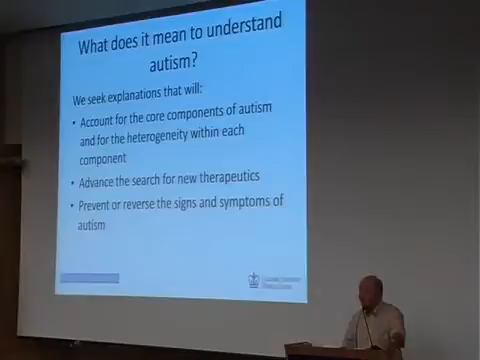 What does it mean to understand
autism?
We seek explanations that will:
• Account for the core components of autism
and for the heterogeneity within each
component
• Advance the search for new therapeutics
• Prevent or reverse the signs and symptoms of
autism